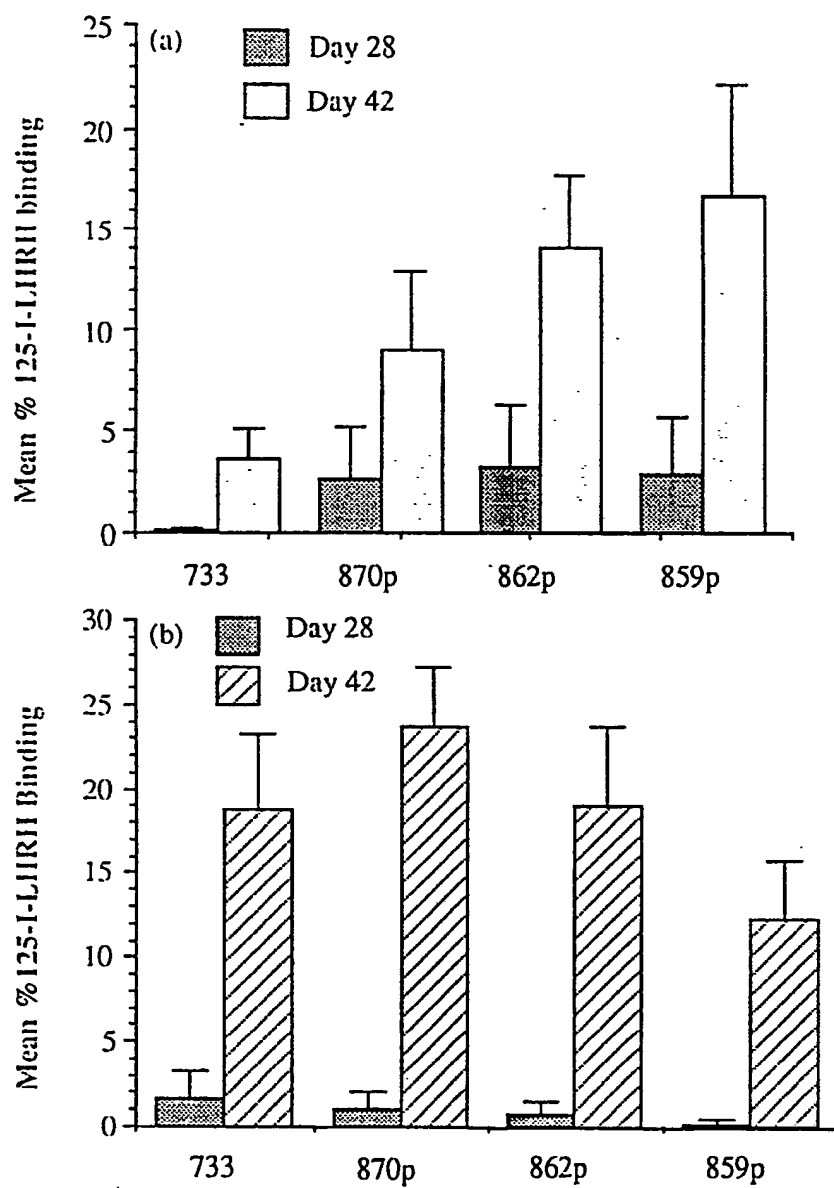 25
(a)
Day 28
Day 42
20
15
10
5
0
Mean % 125-I-LHRH binding
733 870p 862p 859p
30
(b)
Day 28
Day 42
25
20
15
10
5
0
Mean %125-I-LHRH Binding
733 870p 862p 859p